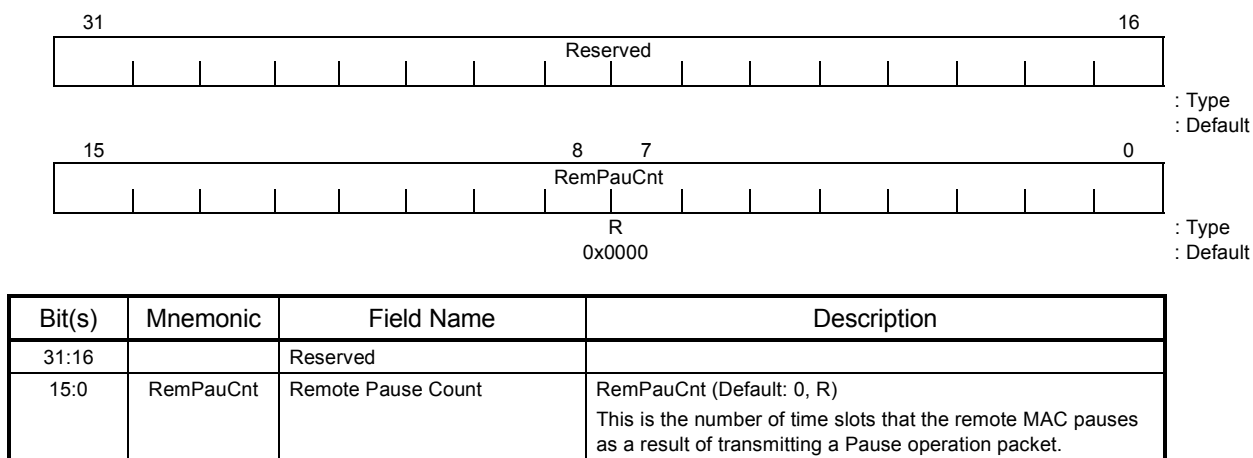 31 16
Reserved
: Type
: Default
15 8 7 0
RemPauCnt
R : Type
0x0000 : Default
Bit(s) Mnemonic Field Name Description
31:16 Reserved
15:0 RemPauCnt Remote Pause Count RemPauCnt (Default: 0, R)
This is the number of time slots that the remote MAC pauses
as a result of transmitting a Pause operation packet.